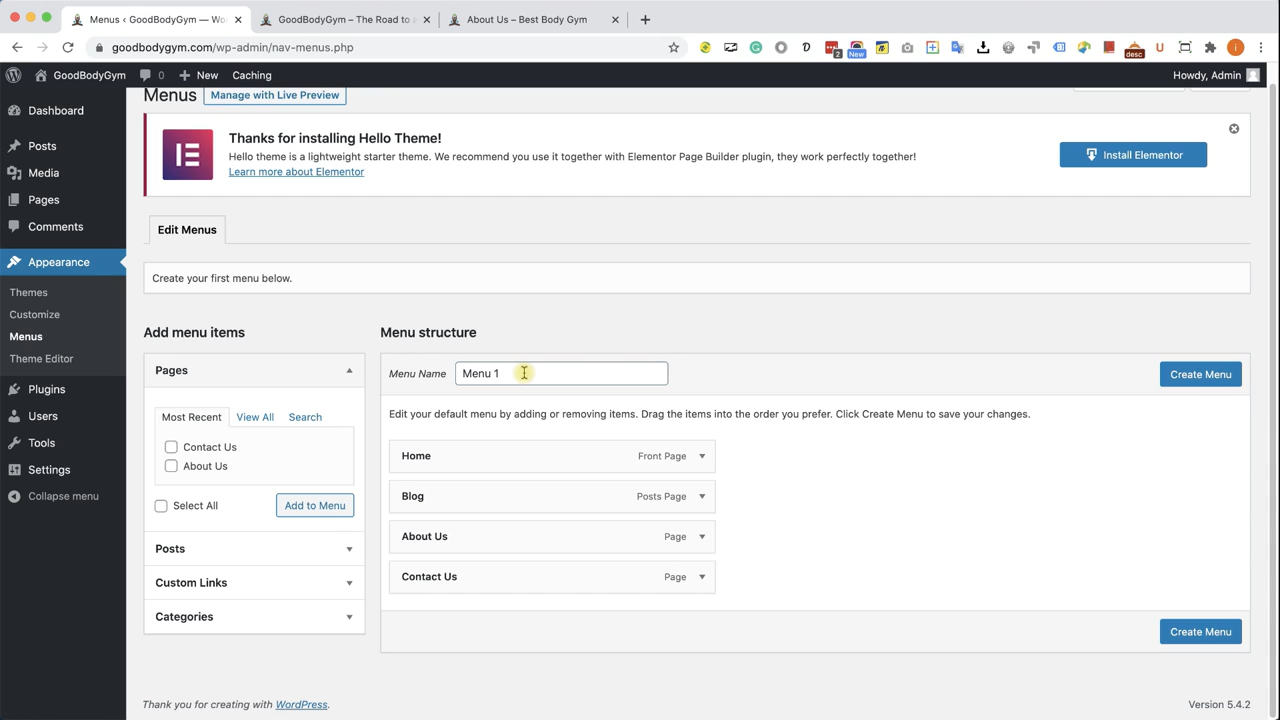 Menus ‹ GoodBodyGym — Wo
GoodBodyGym – The Road to a
About Us – Best Body Gym
goodbodygym.com/wp-admin/nav-menus.php
2
New
desc
i
GoodBodyGym
0
New
Caching
Howdy, Admin
Dashboard
Posts
Media
Pages
Comments
Appearance
Themes
Customize
Menus
Theme Editor
Plugins
Users
Tools
Settings
Collapse menu
Menus
Manage with Live Preview
Thanks for installing Hello Theme!
Hello theme is a lightweight starter theme. We recommend you use it together with Elementor Page Builder plugin, they work perfectly together!
Learn more about Elementor
Install Elementor
Edit Menus
Create your first menu below.
Add menu items
Pages
Most Recent
View All
Search
Contact Us
About Us
Select All
Add to Menu
Posts
Custom Links
Categories
Menu structure
Menu Name
Menu 1
Create Menu
Edit your default menu by adding or removing items. Drag the items into the order you prefer. Click Create Menu to save your changes.
Home
Front Page
Blog
Posts Page
About Us
Page
Contact Us
Page
Create Menu
Thank you for creating with WordPress.
Version 5.4.2